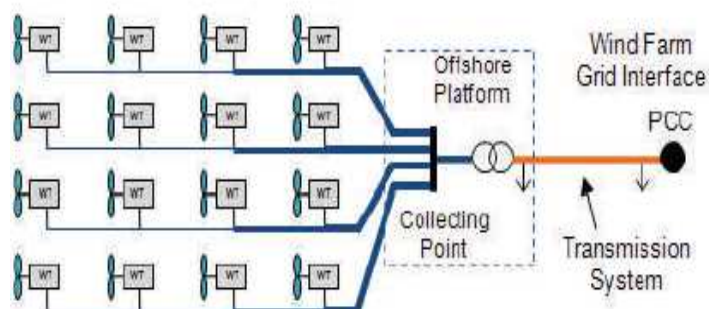 WT WT WT WT
WT WT WT WT
WT WT WT WT
WT WT WT WT
Offshore
Platform
Collecting
Point
Wind Farm
Grid Interface
PCC
Transmission
System